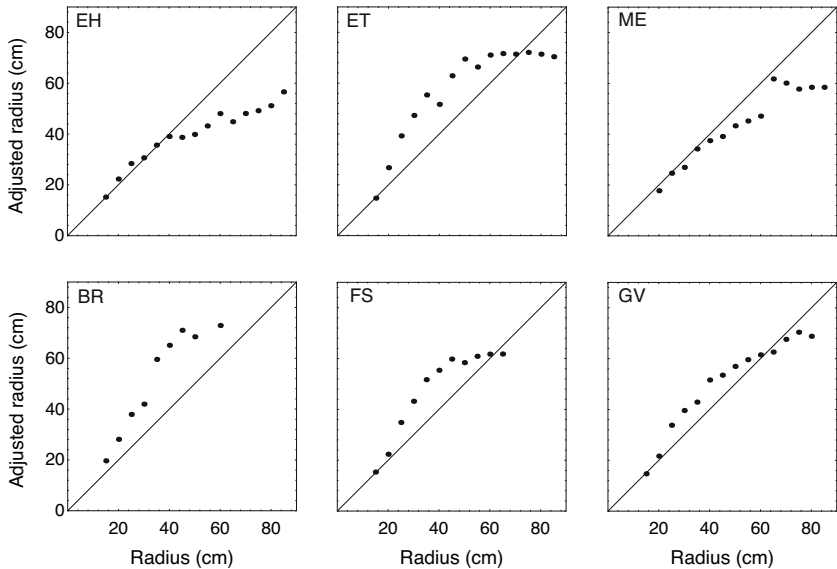 EH ET ME
Adjusted radius (cm)
80
60
40
20
0
BR FS GV
Adjusted radius (cm)
80
60
40
20
0
20 40 60 80 20 40 60 80 20 40 60 80
Radius (cm) Radius (cm) Radius (cm)